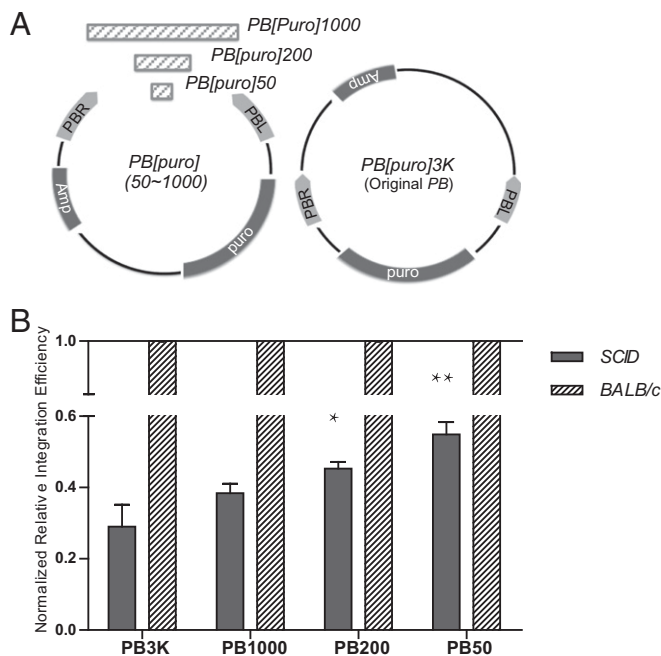 A
PB[Puro]1000
PB[puro]200
PB[puro]50
PBR
PBL
PB[puro]
(50~1000)
Amp
puro
Amp
PB[puro]3K
(Original PB)
PBR
PBL
puro
B
Normalized Relative Integration Efficiency
1.0
0.6
0.4
0.2
0.0
*
**
PB3K
PB1000
PB200
PB50
SCID
BALB/c